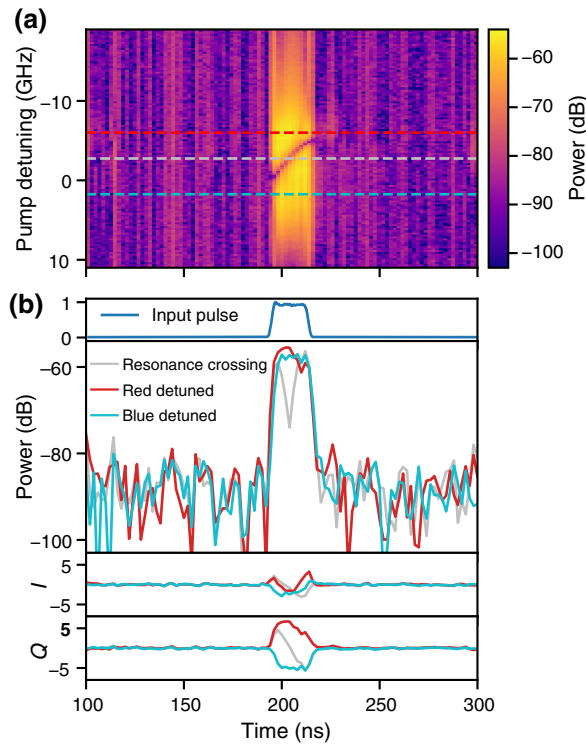 (a)
Pump detuning (GHz)
−10
0
10
Power (dB)
−60
−70
−80
−90
−100
(b)
1
0
Input pulse
Power (dB)
−60
−80
−100
Resonance crossing
Red detuned
Blue detuned
I
5
−5
Q
5
−5
100
150
200
250
300
Time (ns)